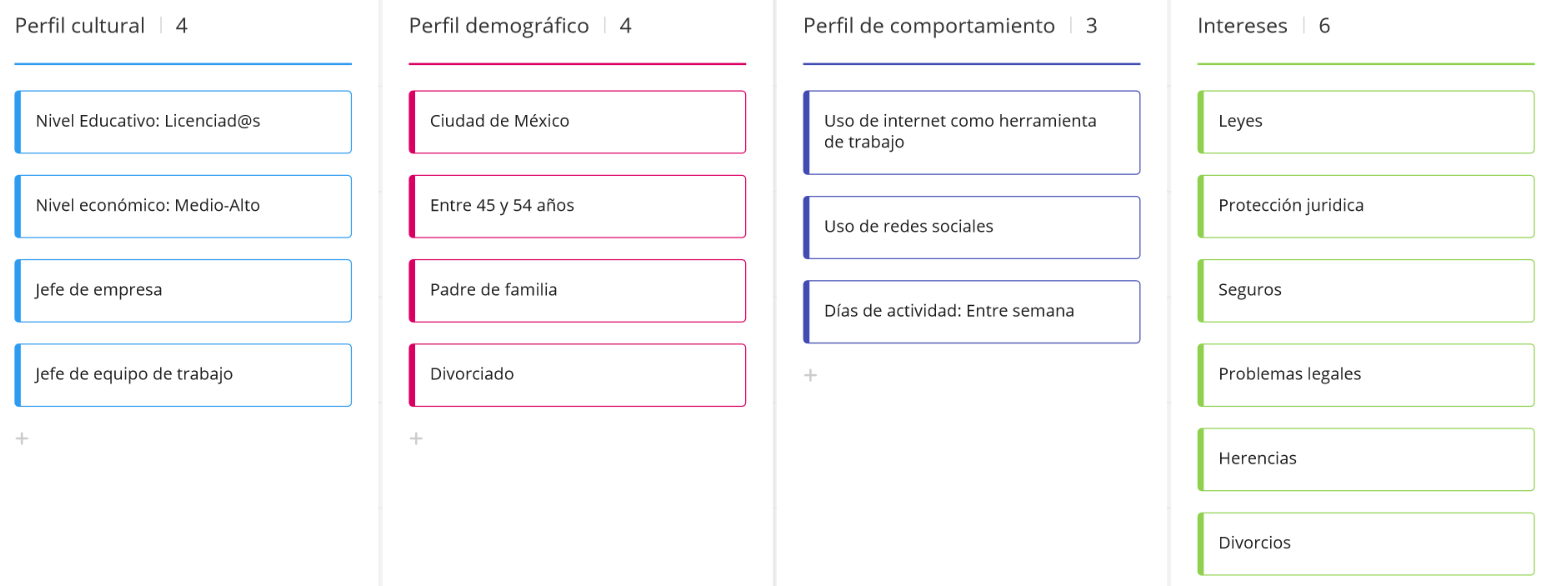 Perfil cultural | 4
Nivel Educativo: Licenciad@s
Nivel económico: Medio-Alto
Jefe de empresa
Jefe de equipo de trabajo
+
Perfil demográfico | 4
Ciudad de México
Entre 45 y 54 años
Padre de familia
Divorciado
+
Perfil de comportamiento | 3
Uso de internet como herramienta
de trabajo
Uso de redes sociales
Días de actividad: Entre semana
+
Intereses | 6
Leyes
Protección juridica
Seguros
Problemas legales
Herencias
Divorcios